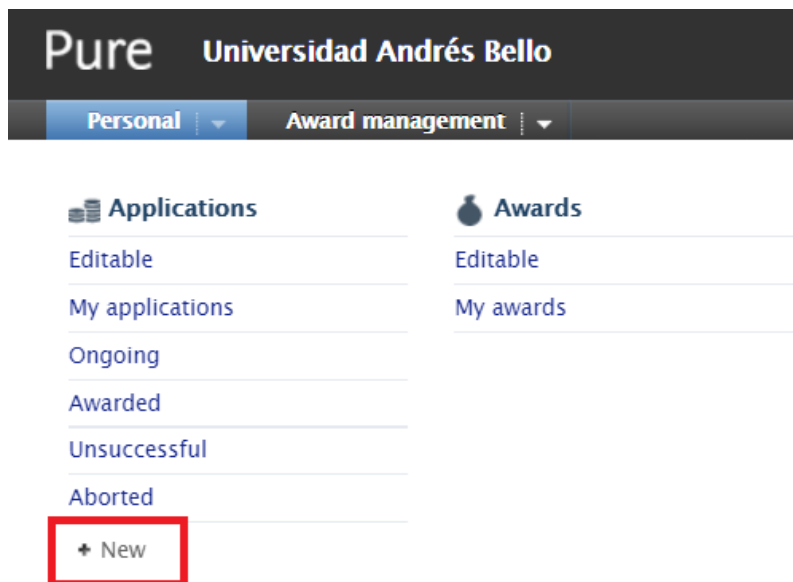 Pure Universidad Andrés Bello
Personal Award management
Applications
Editable
My applications
Ongoing
Awarded
Unsuccessful
Aborted
+ New
Awards
Editable
My awards